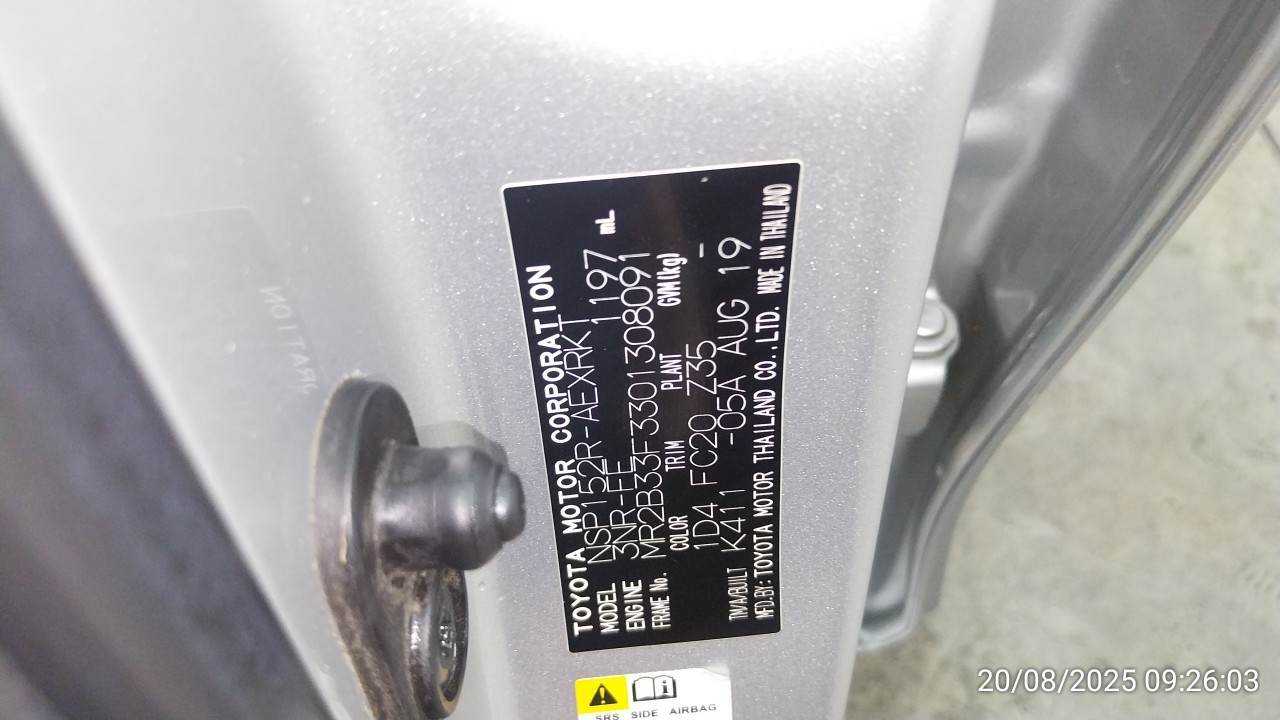 TOYOTA MOTOR CORPORATION
MODEL NSP152R-AEXRKT
ENGINE 3NR-FE 1197 mL
FRAME No. MR2B33F3301308091
COLOR TRIM PLANT GVM(kg)
1D4 FC20 Z35 –
T/M/A/BUILT K411 -05A AUG 19
MFD.BY: TOYOTA MOTOR THAILAND CO.,LTD. MADE IN THAILAND
SRS SIDE AIRBAG
20/08/2025 09:26:03